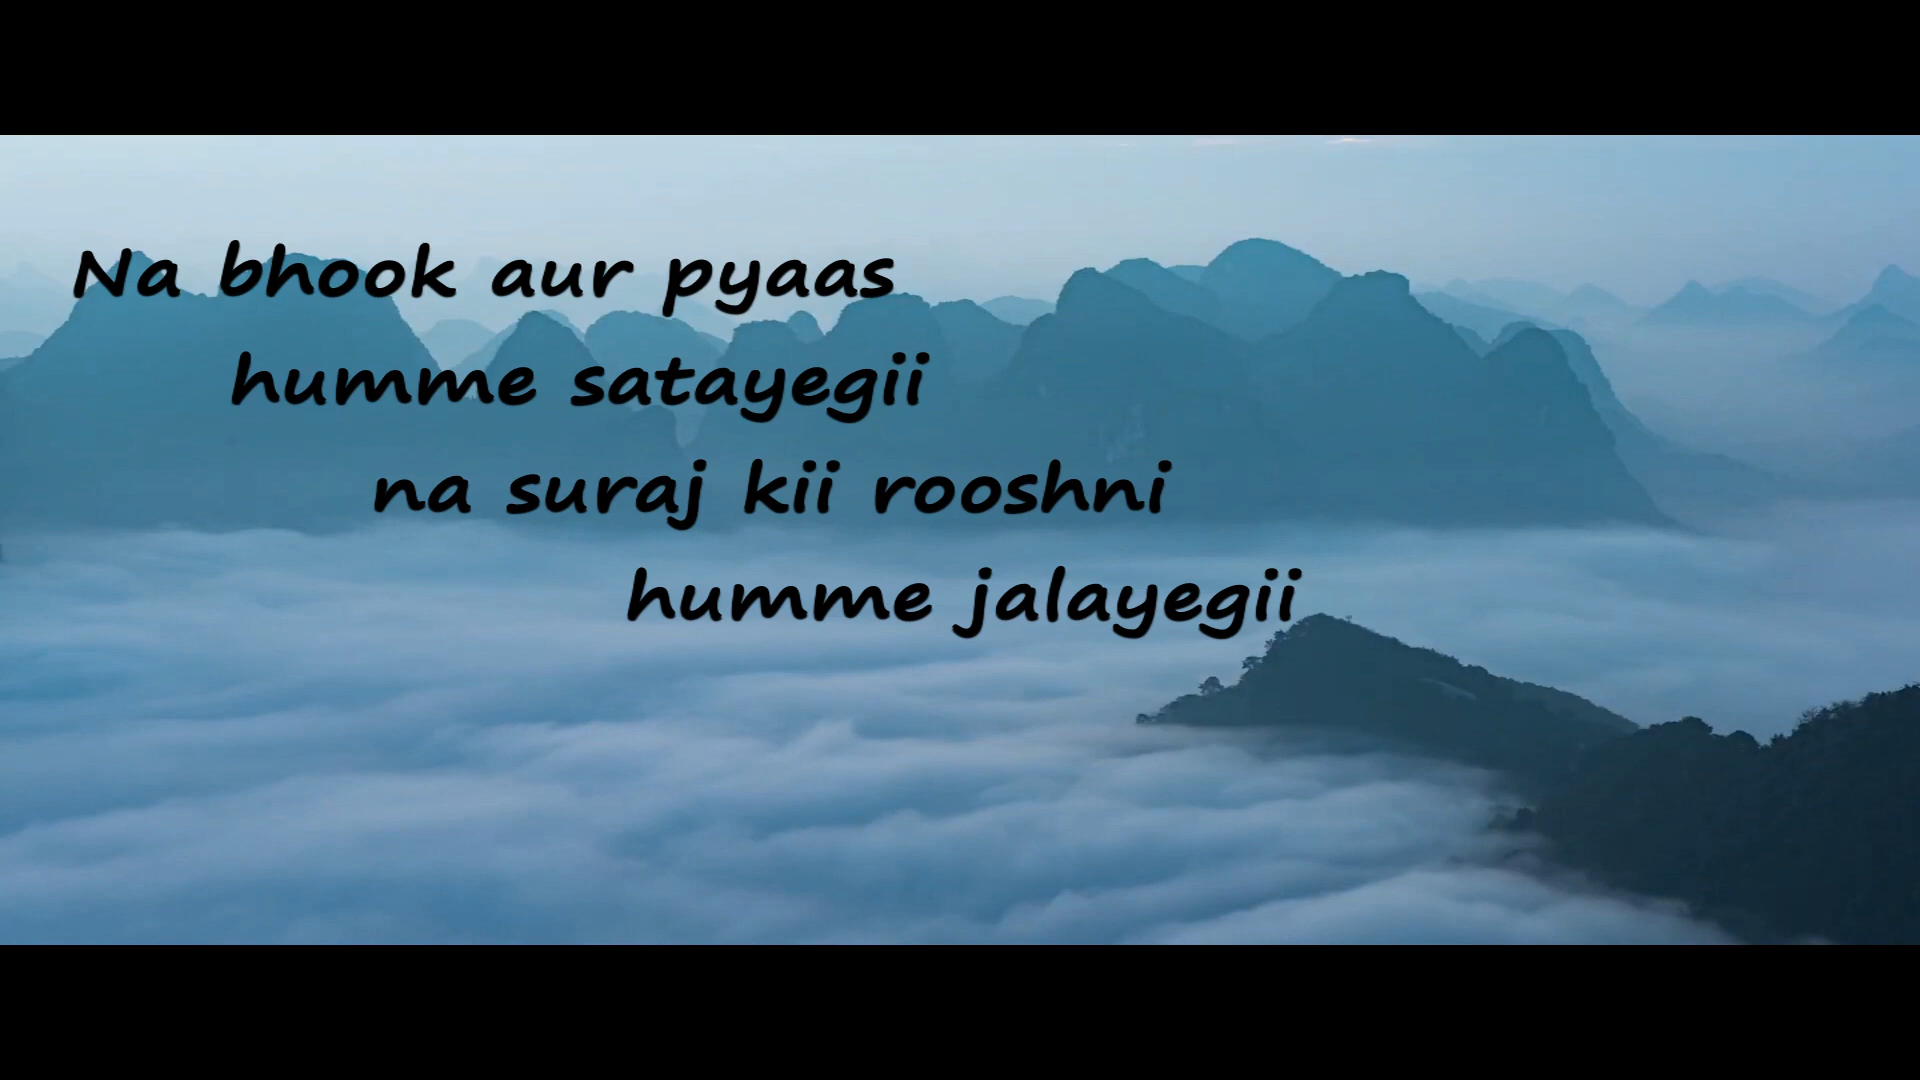 Na bhook aur pyaas
humme satayegii
na suraj kii rooshni
humme jalayegii